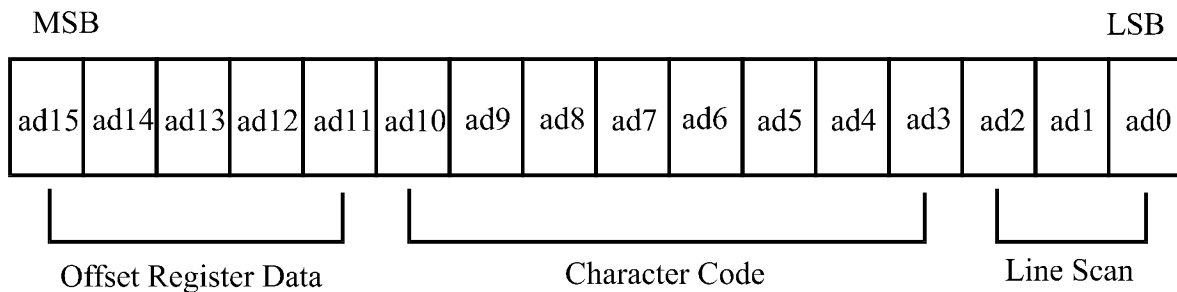 MSB LSB
ad15 ad14 ad13 ad12 ad11 ad10 ad9 ad8 ad7 ad6 ad5 ad4 ad3 ad2 ad1 ad0
Offset Register Data Character Code Line Scan